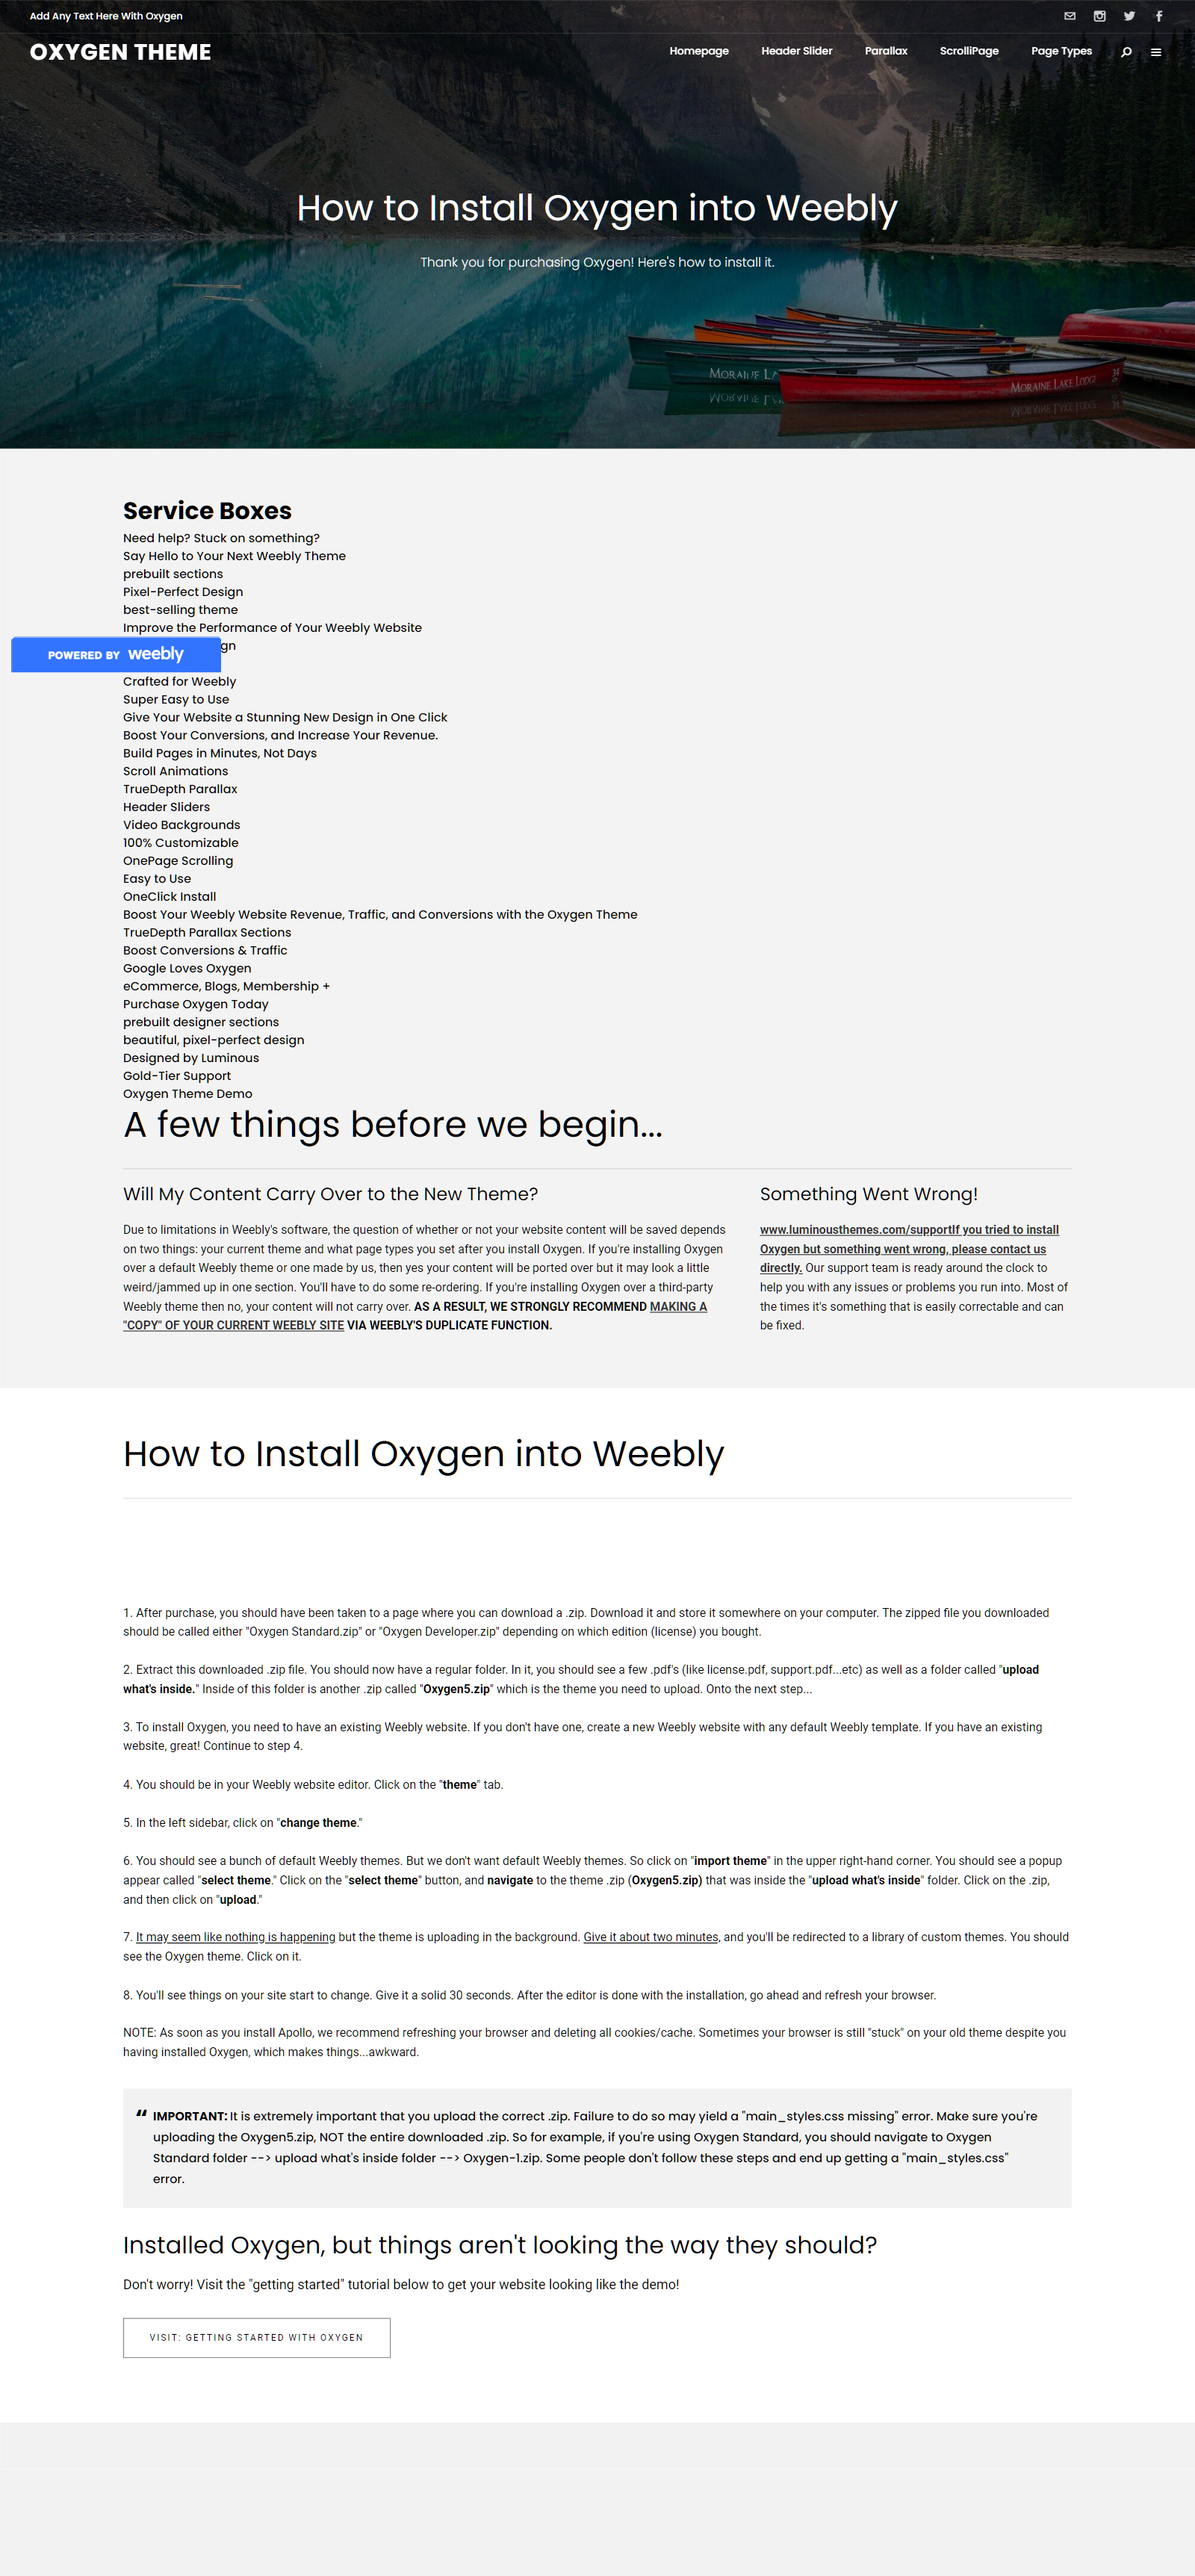 Add Any Text Here With Oxygen
OXYGEN THEME
Homepage
Header Slider
Parallax
ScrolliPage
Page Types
How to Install Oxygen into Weebly
Thank you for purchasing Oxygen! Here's how to install it.
MORAINE LAKE LODGE
Service Boxes
Need help? Stuck on something?
Say Hello to Your Next Weebly Theme
prebuilt sections
Pixel-Perfect Design
best-selling theme
Improve the Performance of Your Weebly Website
gn
POWERED BY weebly
Crafted for Weebly
Super Easy to Use
Give Your Website a Stunning New Design in One Click
Boost Your Conversions, and Increase Your Revenue.
Build Pages in Minutes, Not Days
Scroll Animations
TrueDepth Parallax
Header Sliders
Video Backgrounds
100% Customizable
OnePage Scrolling
Easy to Use
OneClick Install
Boost Your Weebly Website Revenue, Traffic, and Conversions with the Oxygen Theme
TrueDepth Parallax Sections
Boost Conversions & Traffic
Google Loves Oxygen
eCommerce, Blogs, Membership +
Purchase Oxygen Today
prebuilt designer sections
beautiful, pixel-perfect design
Designed by Luminous
Gold-Tier Support
Oxygen Theme Demo
A few things before we begin...
Will My Content Carry Over to the New Theme?
Due to limitations in Weebly's software, the question of whether or not your website content will be saved depends
on two things: your current theme and what page types you set after you install Oxygen. If you're installing Oxygen
over a default Weebly theme or one made by us, then yes your content will be ported over but it may look a little
weird/jammed up in one section. You'll have to do some re-ordering. If you're installing Oxygen over a third-party
Weebly theme then no, your content will not carry over. AS A RESULT, WE STRONGLY RECOMMEND MAKING A
"COPY" OF YOUR CURRENT WEEBLY SITE VIA WEEBLY'S DUPLICATE FUNCTION.
Something Went Wrong!
www.luminousthemes.com/supportIf you tried to install
Oxygen but something went wrong, please contact us
directly. Our support team is ready around the clock to
help you with any issues or problems you run into. Most of
the times it's something that is easily correctable and can
be fixed.
How to Install Oxygen into Weebly
1. After purchase, you should have been taken to a page where you can download a .zip. Download it and store it somewhere on your computer. The zipped file you downloaded
should be called either "Oxygen Standard.zip" or "Oxygen Developer.zip" depending on which edition (license) you bought.
2. Extract this downloaded .zip file. You should now have a regular folder. In it, you should see a few .pdf's (like license.pdf, support.pdf...etc) as well as a folder called "upload
what's inside." Inside of this folder is another .zip called "Oxygen5.zip" which is the theme you need to upload. Onto the next step...
3. To install Oxygen, you need to have an existing Weebly website. If you don't have one, create a new Weebly website with any default Weebly template. If you have an existing
website, great! Continue to step 4.
4. You should be in your Weebly website editor. Click on the "theme" tab.
5. In the left sidebar, click on "change theme."
6. You should see a bunch of default Weebly themes. But we don't want default Weebly themes. So click on "import theme" in the upper right-hand corner. You should see a popup
appear called "select theme." Click on the "select theme" button, and navigate to the theme .zip (Oxygen5.zip) that was inside the "upload what's inside" folder. Click on the .zip,
and then click on "upload."
7. It may seem like nothing is happening but the theme is uploading in the background. Give it about two minutes, and you'll be redirected to a library of custom themes. You should
see the Oxygen theme. Click on it.
8. You'll see things on your site start to change. Give it a solid 30 seconds. After the editor is done with the installation, go ahead and refresh your browser.
NOTE: As soon as you install Apollo, we recommend refreshing your browser and deleting all cookies/cache. Sometimes your browser is still "stuck" on your old theme despite you
having installed Oxygen, which makes things...awkward.
“ IMPORTANT: It is extremely important that you upload the correct .zip. Failure to do so may yield a "main_styles.css missing" error. Make sure you're
uploading the Oxygen5.zip, NOT the entire downloaded .zip. So for example, if you're using Oxygen Standard, you should navigate to Oxygen
Standard folder --> upload what's inside folder --> Oxygen-1.zip. Some people don't follow these steps and end up getting a "main_styles.css"
error.
Installed Oxygen, but things aren't looking the way they should?
Don't worry! Visit the "getting started" tutorial below to get your website looking like the demo!
VISIT: GETTING STARTED WITH OXYGEN